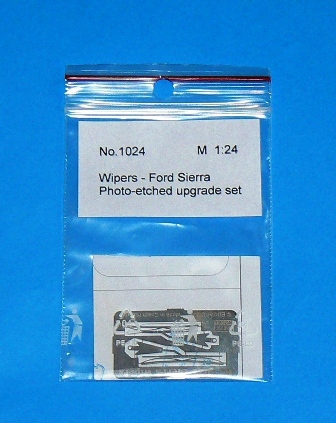 No.1024 M 1:24
Wipers - Ford Sierra
Photo-etched upgrade set